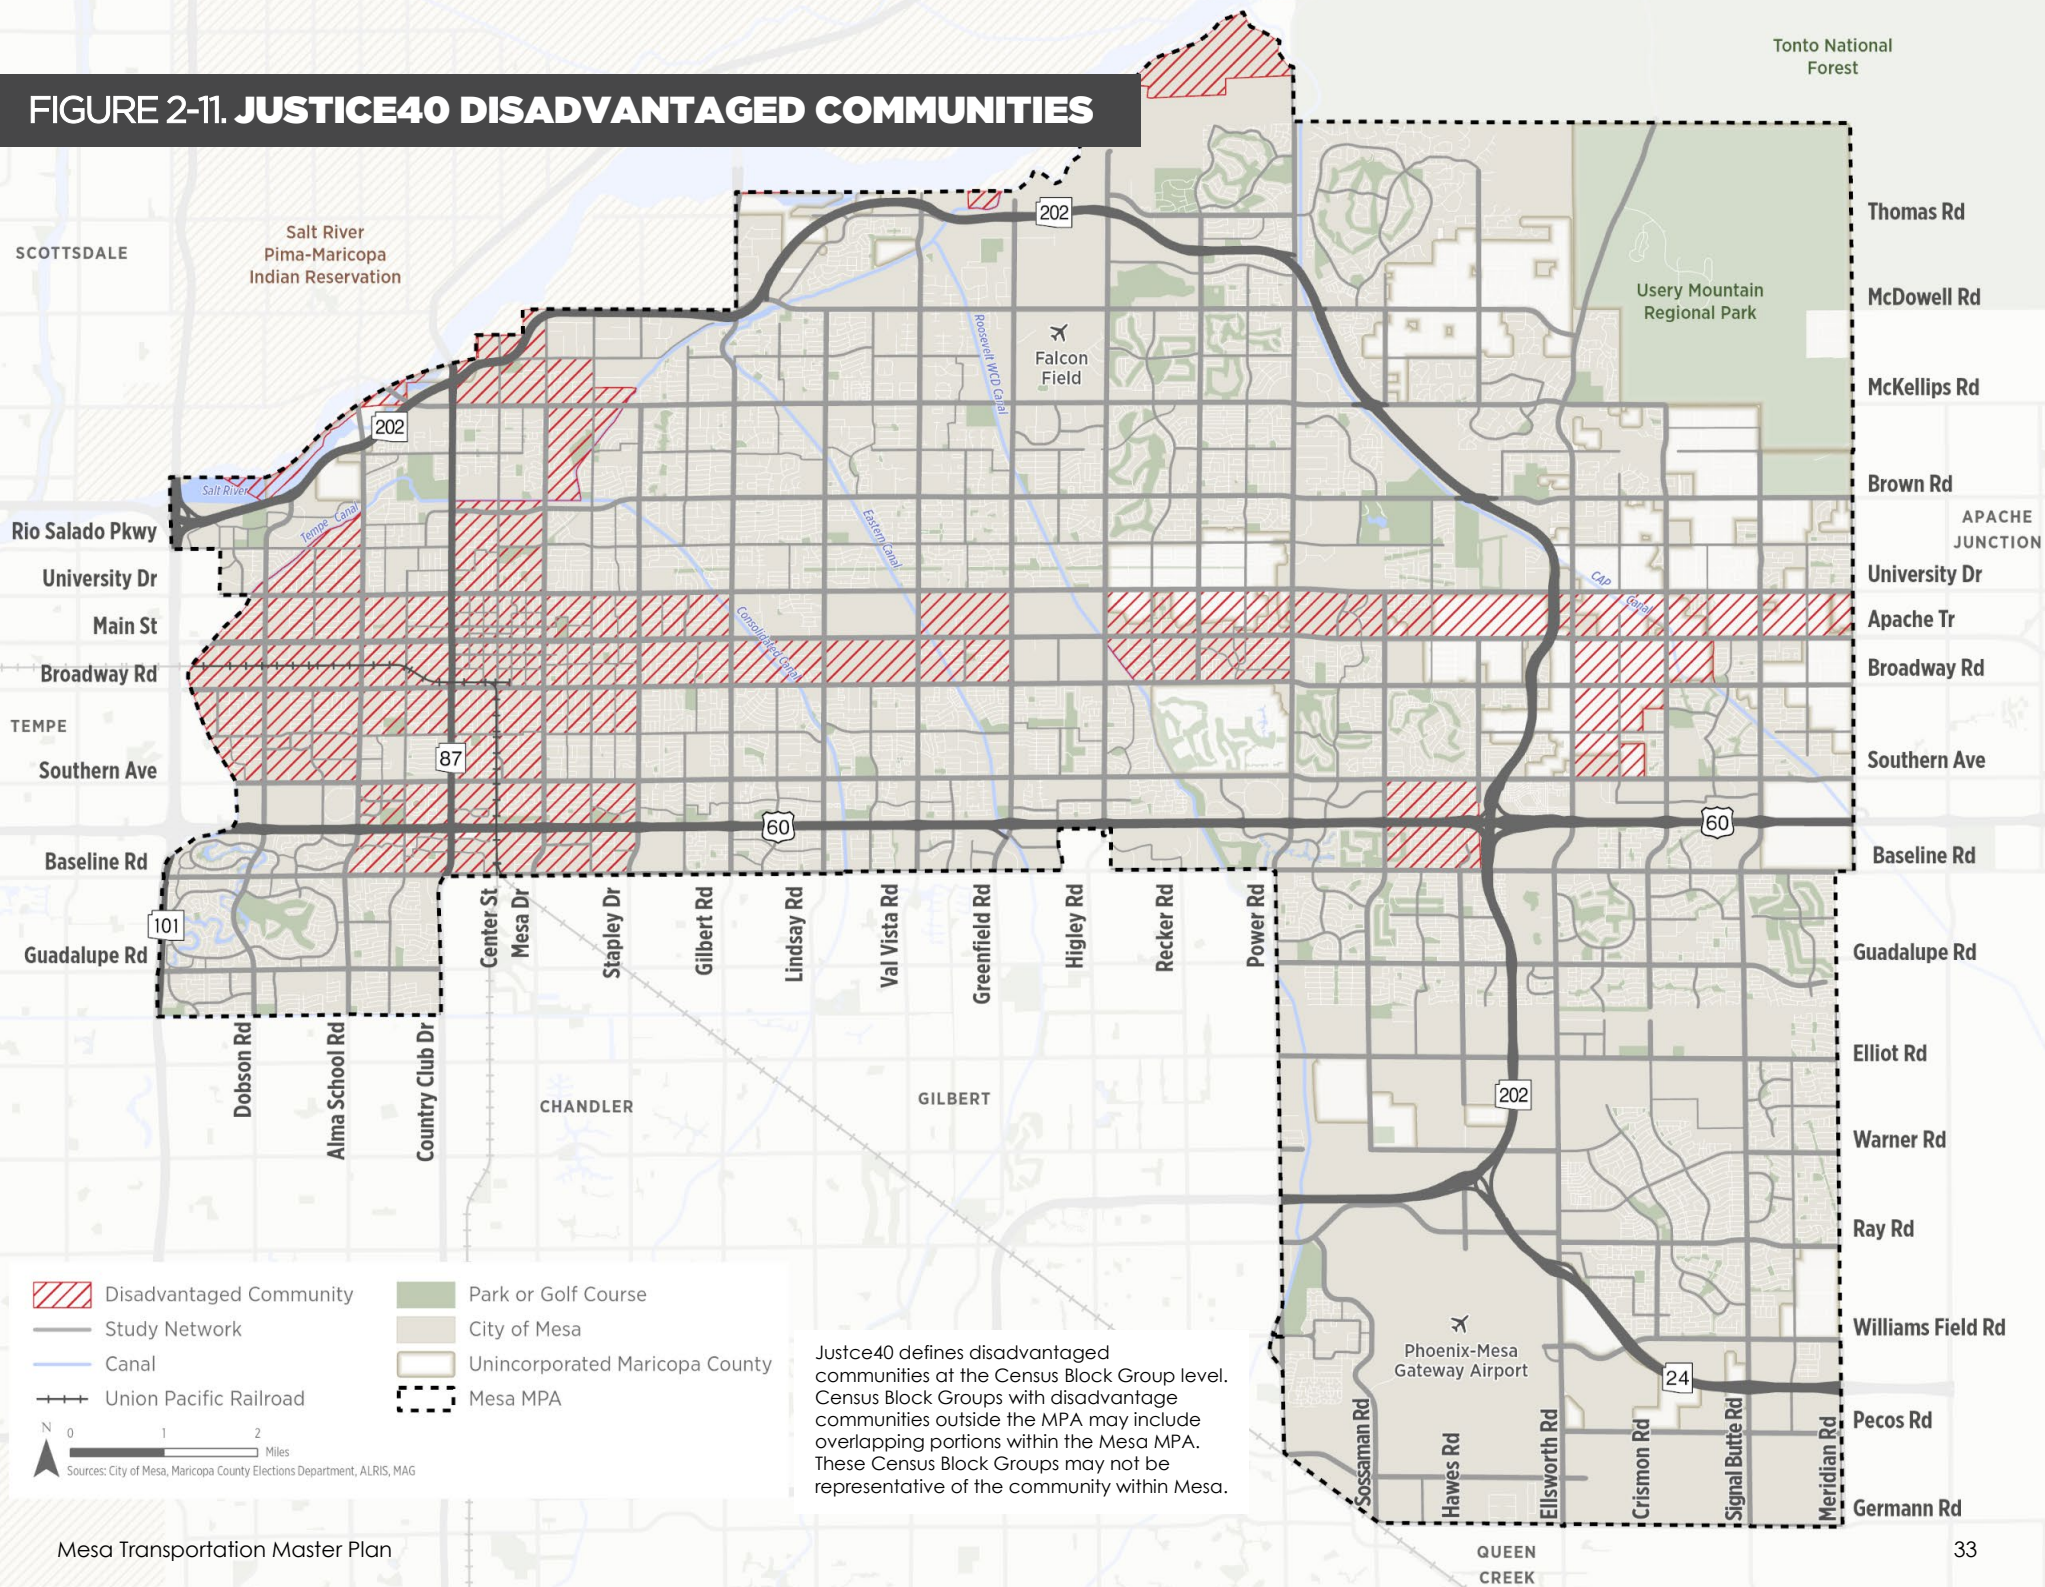 FIGURE 2-11. JUSTICE40 DISADVANTAGED COMMUNITIES
Tonto National
Forest
SCOTTSDALE
Salt River
Pima-Maricopa
Indian Reservation
202
Thomas Rd
Usery Mountain
Regional Park
McDowell Rd
Roosevelt WCD Canal
Falcon
Field
McKellips Rd
202
Salt River
Brown Rd
Tempe Canal
Rio Salado Pkwy
Eastern Canal
APACHE
JUNCTION
University Dr
University Dr
CAP
Canal
Main St
Consolidated Canal
Apache Tr
Broadway Rd
Broadway Rd
TEMPE
Southern Ave
87
Southern Ave
60
60
Baseline Rd
Baseline Rd
101
Guadalupe Rd
Center St
Mesa Dr
Stapley Dr
Gilbert Rd
Lindsay Rd
Val Vista Rd
Greenfield Rd
Higley Rd
Recker Rd
Power Rd
Guadalupe Rd
Dobson Rd
Alma School Rd
Country Club Dr
Elliot Rd
CHANDLER
GILBERT
202
Warner Rd
Ray Rd
Disadvantaged Community
Study Network
Canal
Union Pacific Railroad
Park or Golf Course
City of Mesa
Unincorporated Maricopa County
Mesa MPA
N
0 1 2
Miles
Sources: City of Mesa, Maricopa County Elections Department, ALRIS, MAG
Justce40 defines disadvantaged
communities at the Census Block Group level.
Census Block Groups with disadvantage
communities outside the MPA may include
overlapping portions within the Mesa MPA.
These Census Block Groups may not be
representative of the community within Mesa.
Williams Field Rd
Phoenix-Mesa
Gateway Airport
24
Pecos Rd
Sossaman Rd
Hawes Rd
Ellsworth Rd
Crismon Rd
Signal Butte Rd
Meridian Rd
Germann Rd
QUEEN
CREEK
Mesa Transportation Master Plan
33